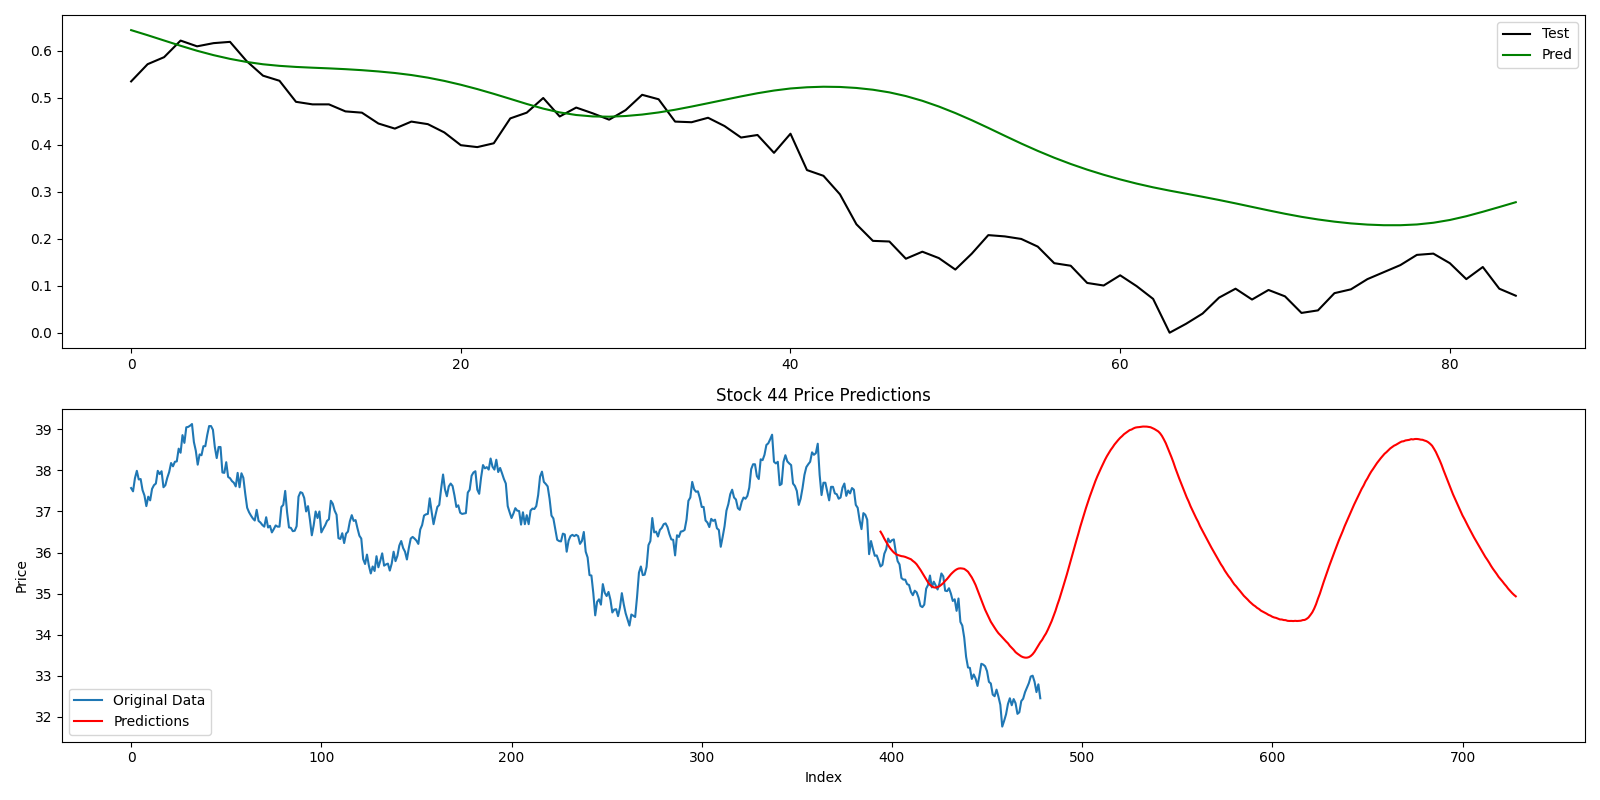 0.6
0.5
0.4
0.3
0.2
0.1
0.0
Test
Pred
0 20 40 60 80
Stock 44 Price Predictions
39
38
37
36
35
34
33
32
Price
Original Data
Predictions
0 100 200 300 400 500 600 700
Index